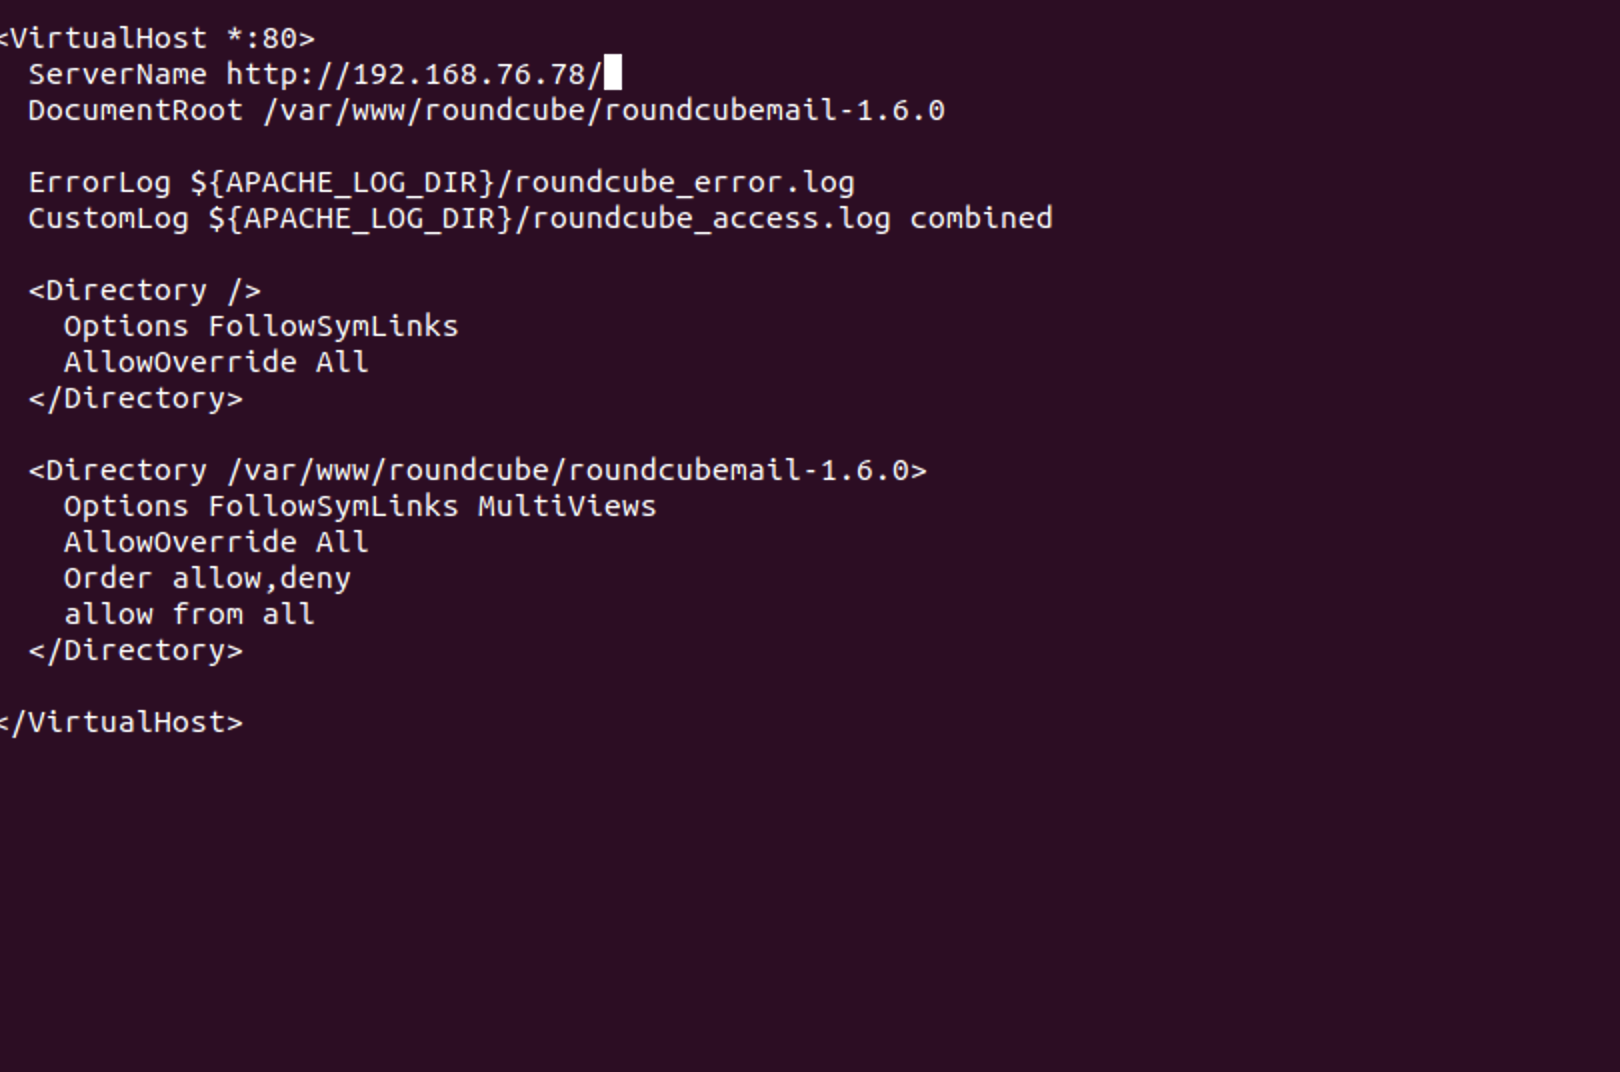 <VirtualHost *:80>
  ServerName http://192.168.76.78/
  DocumentRoot /var/www/roundcube/roundcubemail-1.6.0

  ErrorLog ${APACHE_LOG_DIR}/roundcube_error.log
  CustomLog ${APACHE_LOG_DIR}/roundcube_access.log combined

  <Directory />
    Options FollowSymLinks
    AllowOverride All
  </Directory>

  <Directory /var/www/roundcube/roundcubemail-1.6.0>
    Options FollowSymLinks MultiViews
    AllowOverride All
    Order allow,deny
    allow from all
  </Directory>

</VirtualHost>